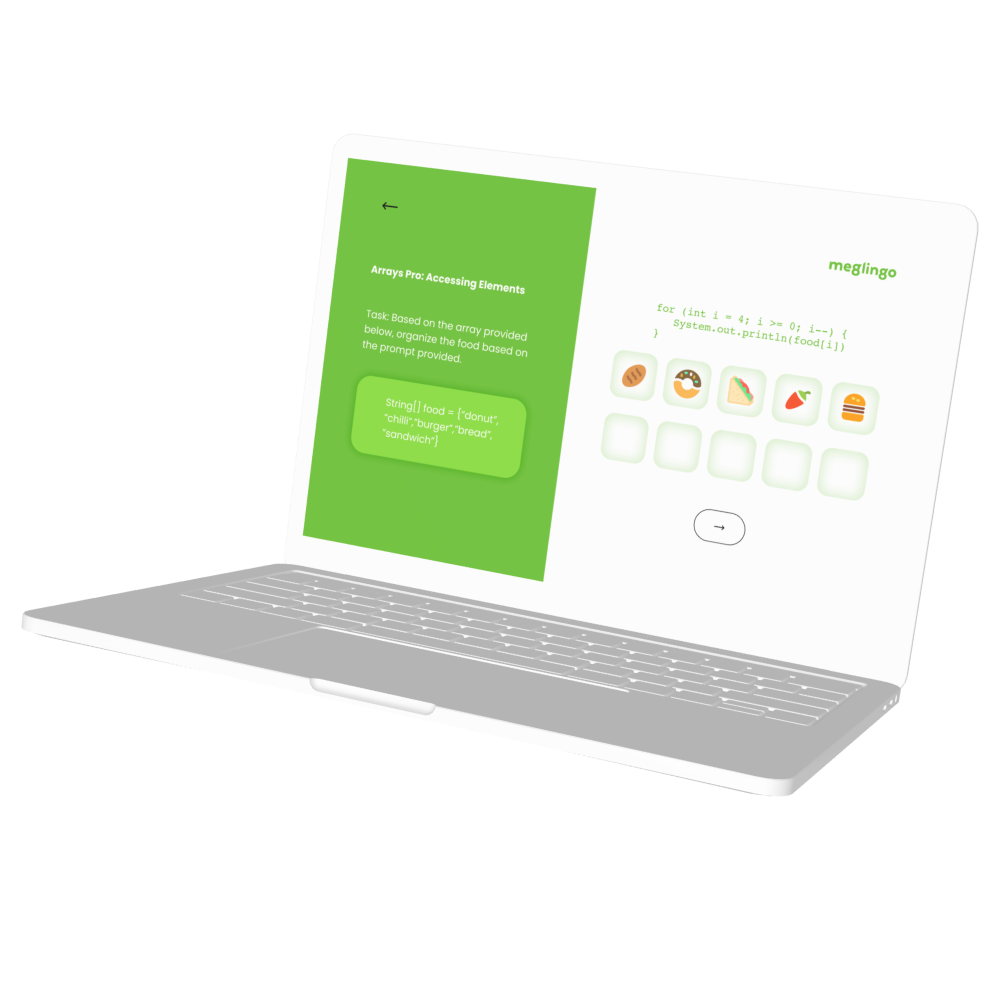 ←
Arrays Pro: Accessing Elements
Task: Based on the array provided
below, organize the food based on
the prompt provided.
String[] food = {"donut",
"chilli","burger","bread",
"sandwich"}
meglingo
for (int i = 4; i >= 0; i--) {
System.out.println(food[i])
}
→